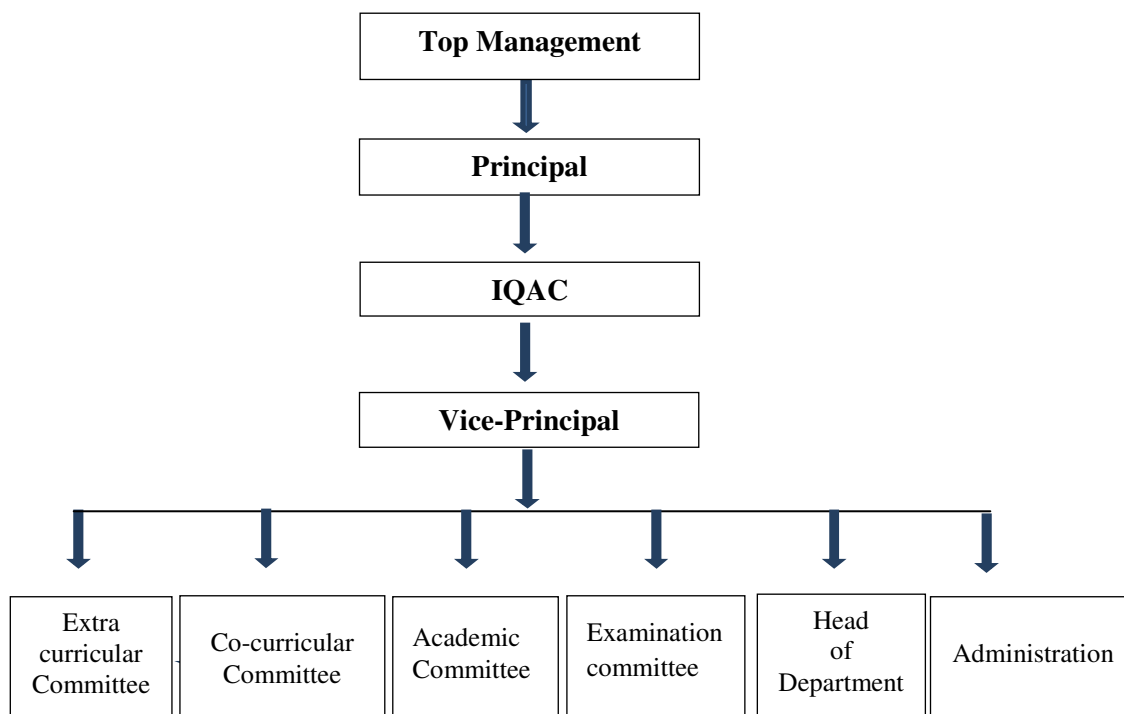 Top Management
Principal
IQAC
Vice-Principal
Extra
curricular
Committee
Co-curricular
Committee
Academic
Committee
Examination
committee
Head
of
Department
Administration